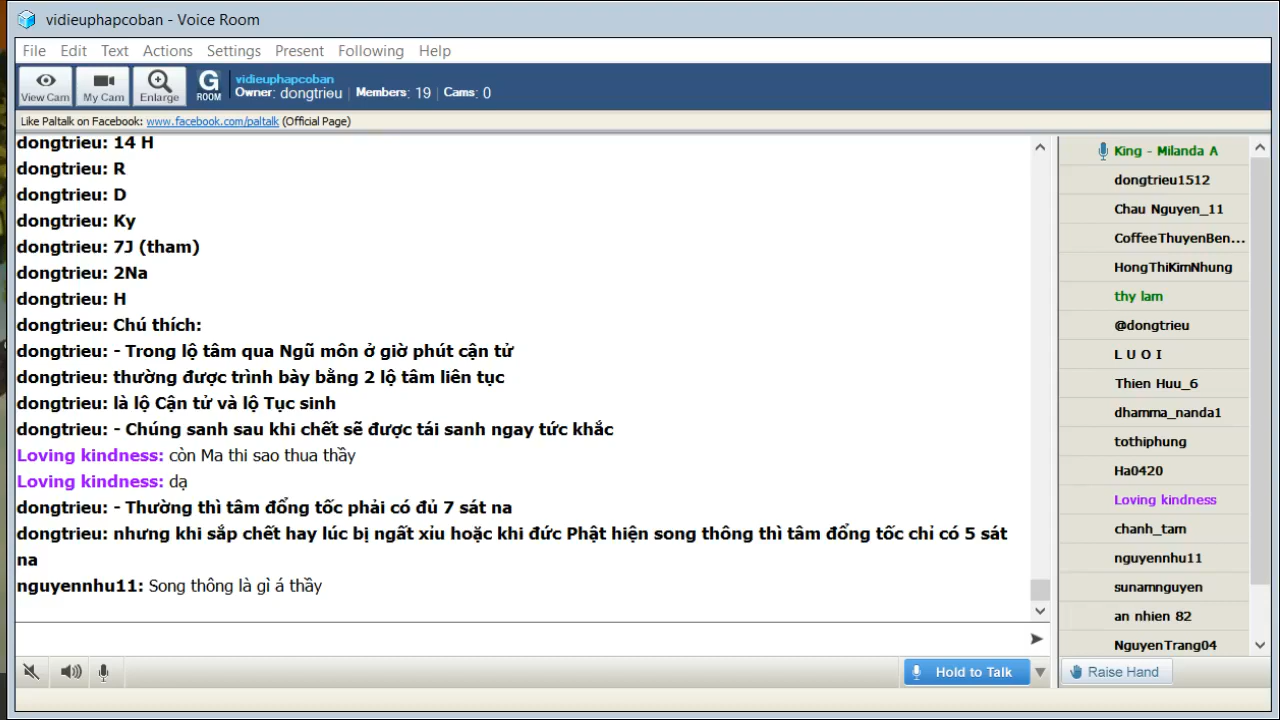 vidieuphapcoban - Voice Room
File Edit Text Actions Settings Present Following Help
View Cam My Cam Enlarge G ROOM vidieuphapcoban
Owner: dongtrieu | Members: 19 | Cams: 0
Like Paltalk on Facebook: www.facebook.com/paltalk (Official Page)
dongtrieu: 14 H
dongtrieu: R
dongtrieu: D
dongtrieu: Ky
dongtrieu: 7J (tham)
dongtrieu: 2Na
dongtrieu: H
dongtrieu: Chú thích:
dongtrieu: - Trong lộ tâm qua Ngũ môn ở giờ phút cận tử
dongtrieu: thường được trình bày bằng 2 lộ tâm liên tục
dongtrieu: là lộ Cận tử và lộ Tục sinh
dongtrieu: - Chúng sanh sau khi chết sẽ được tái sanh ngay tức khắc
Loving kindness: còn Ma thi sao thua thầy
Loving kindness: dạ
dongtrieu: - Thường thì tâm đổng tốc phải có đủ 7 sát na
dongtrieu: nhưng khi sắp chết hay lúc bị ngất xỉu hoặc khi đức Phật hiện song thông thì tâm đổng tốc chỉ có 5 sát
na
nguyennhu11: Song thông là gì á thầy
King - Milanda A
dongtrieu1512
Chau Nguyen_11
CoffeeThuyenBen...
HongThiKimNhung
thy lam
@dongtrieu
L U O I
Thien Huu_6
dhamma_nanda1
tothiphung
Ha0420
Loving kindness
chanh_tam
nguyennhu11
sunamnguyen
an nhien 82
NguyenTrang04
Hold to Talk
Raise Hand